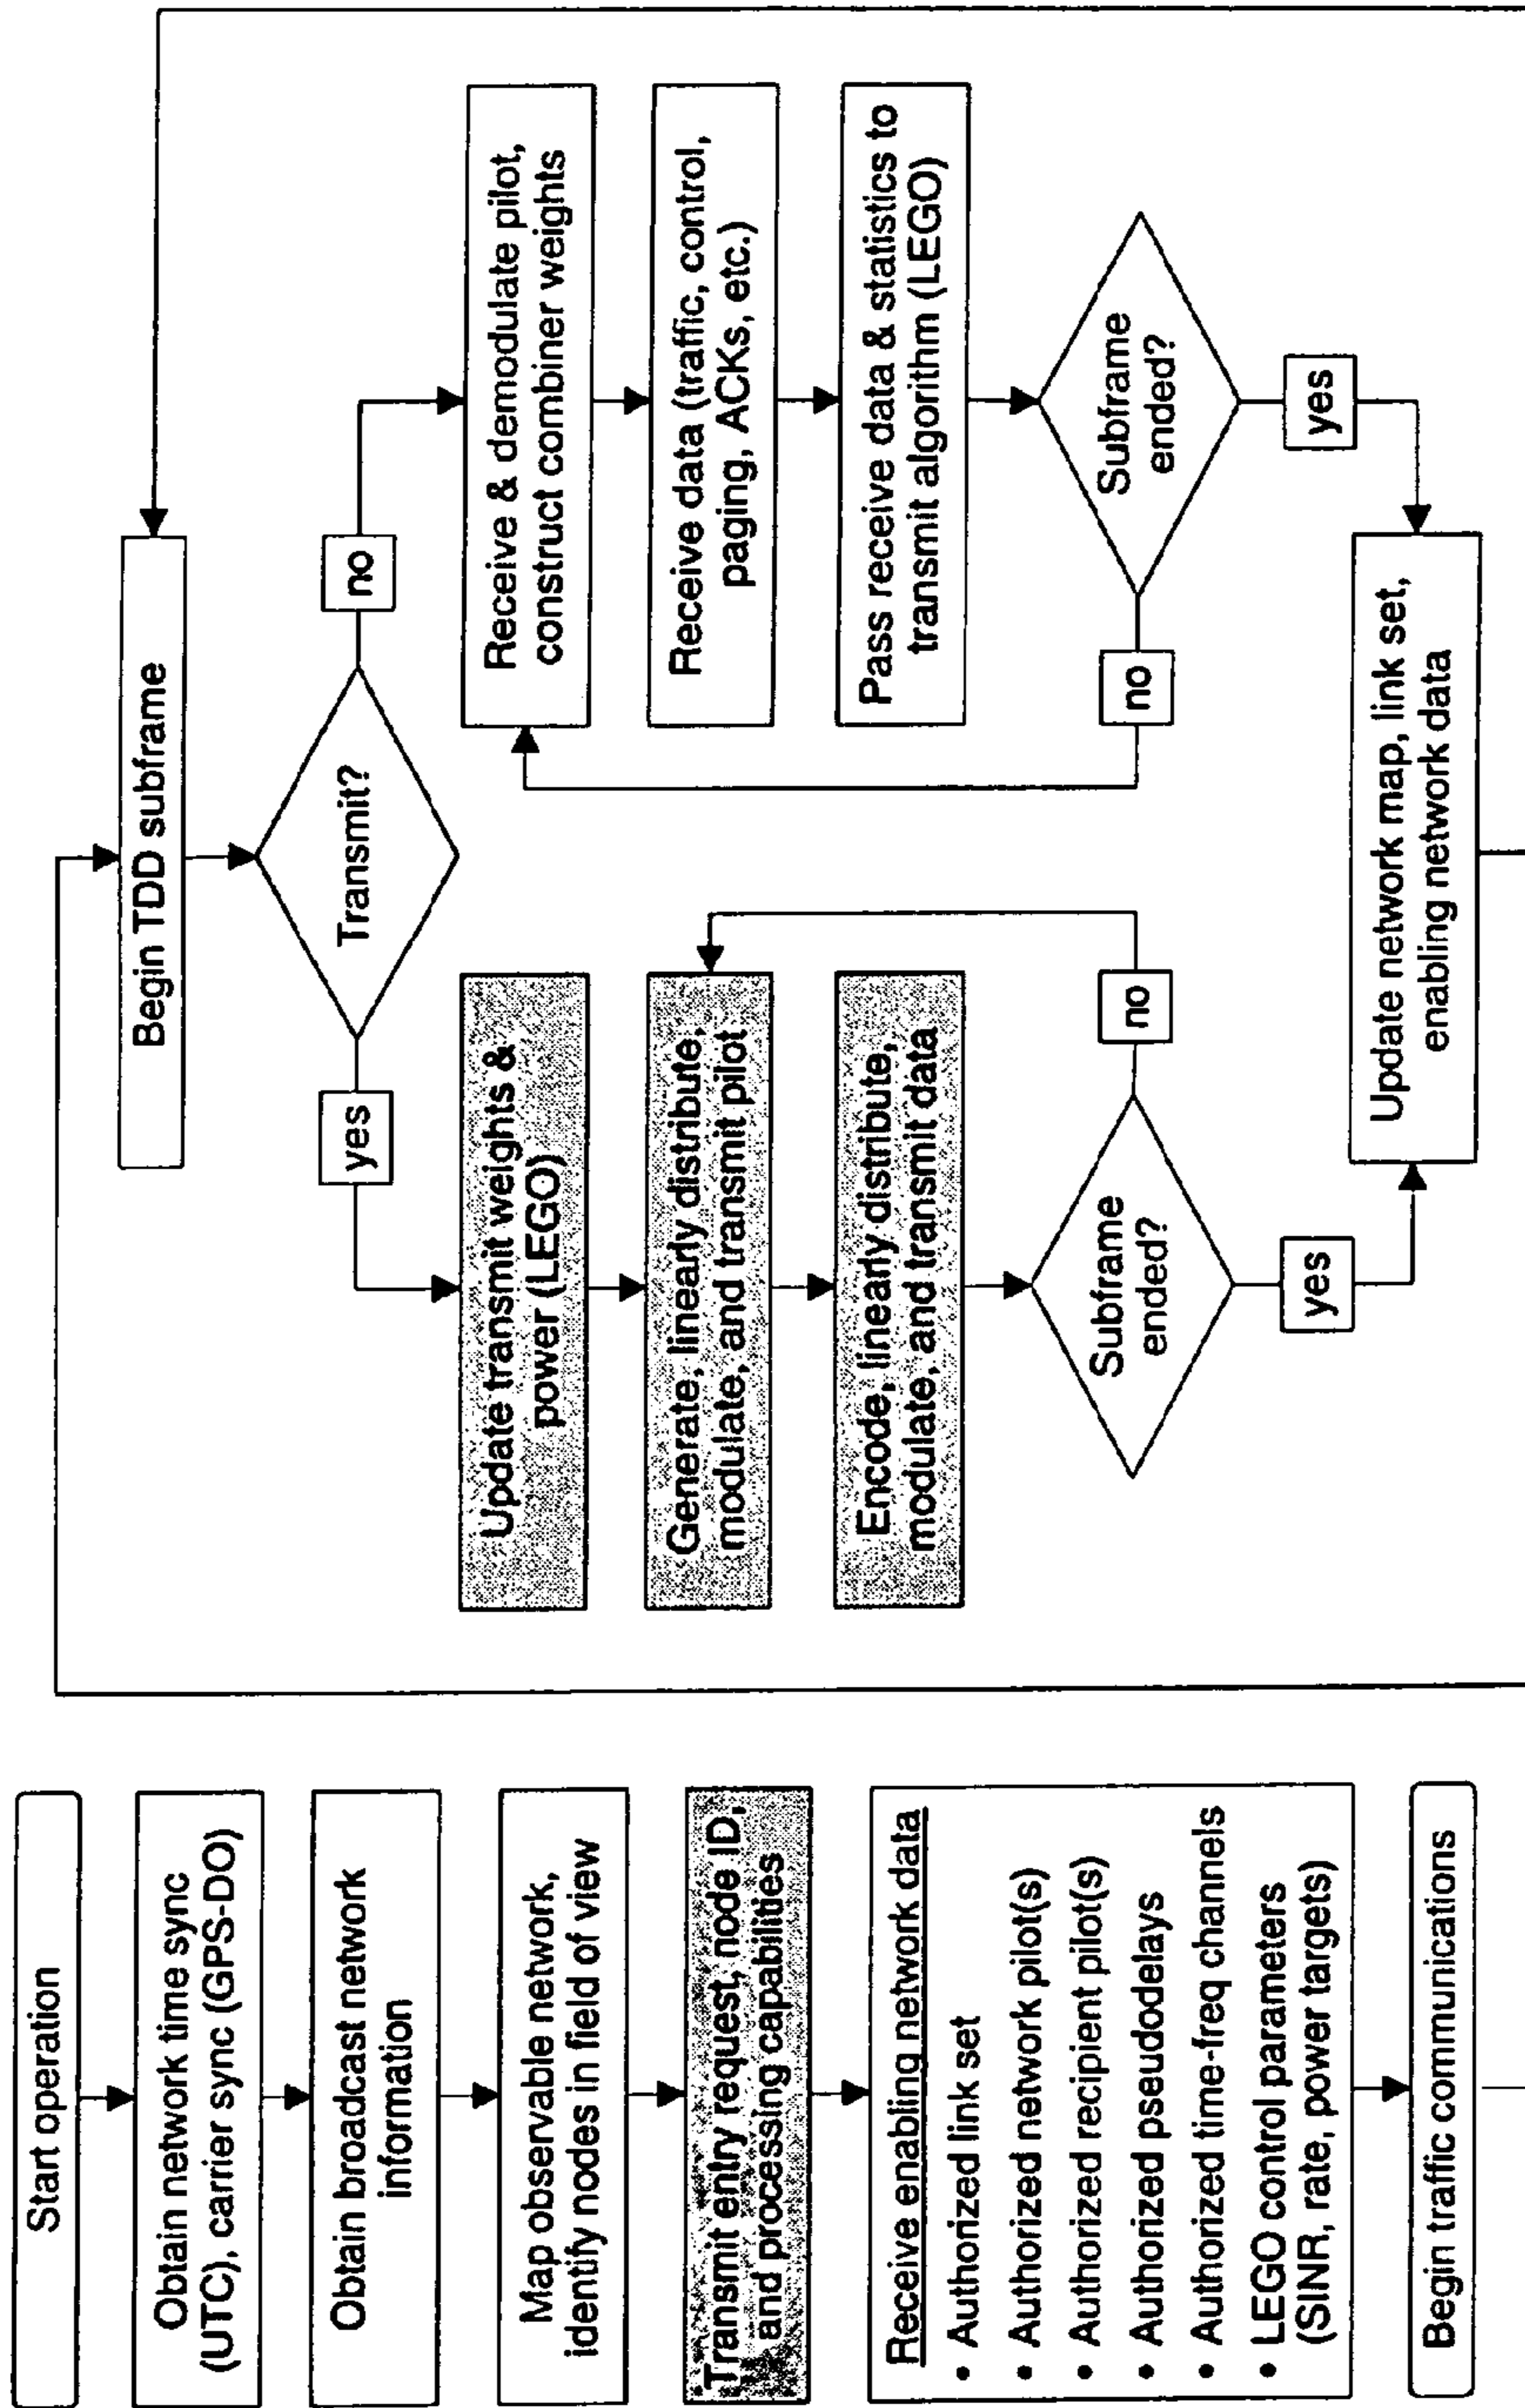 Start operation
Obtain network time sync
(UTC), carrier sync (GPS-DO)
Obtain broadcast network
information
Map observable network,
identify nodes in field of view
Transmit entry request, node ID,
and processing capabilities
Receive enabling network data
• Authorized link set
• Authorized network pilot(s)
• Authorized recipient pilot(s)
• Authorized pseudodelays
• Authorized time-freq channels
• LEGO control parameters
(SINR, rate, power targets)
Begin traffic communications
Begin TDD subframe
Transmit?
yes
no
Update transmit weights &
power (LEGO)
Generate, linearly distribute,
modulate, and transmit pilot
Encode, linearly distribute,
modulate, and transmit data
Subframe
ended?
no
yes
Receive & demodulate pilot,
construct combiner weights
Receive data (traffic, control,
paging, ACKs, etc.)
Pass receive data & statistics to
transmit algorithm (LEGO)
Subframe
ended?
no
yes
Update network map, link set,
enabling network data